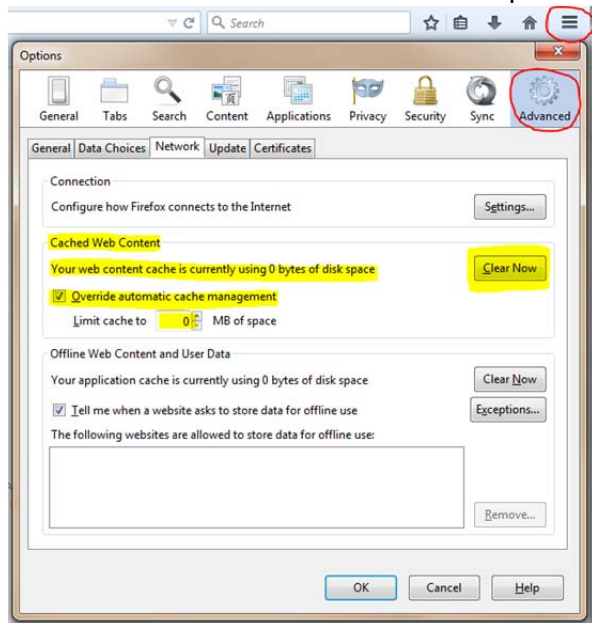 Search
Options
General Tabs Search Content Applications Privacy Security Sync Advanced
General Data Choices Network Update Certificates
Connection
Configure how Firefox connects to the Internet Settings...
Cached Web Content
Your web content cache is currently using 0 bytes of disk space Clear Now
Override automatic cache management
Limit cache to 0 MB of space
Offline Web Content and User Data
Your application cache is currently using 0 bytes of disk space Clear Now
Tell me when a website asks to store data for offline use Exceptions...
The following websites are allowed to store data for offline use:
Remove...
OK Cancel Help